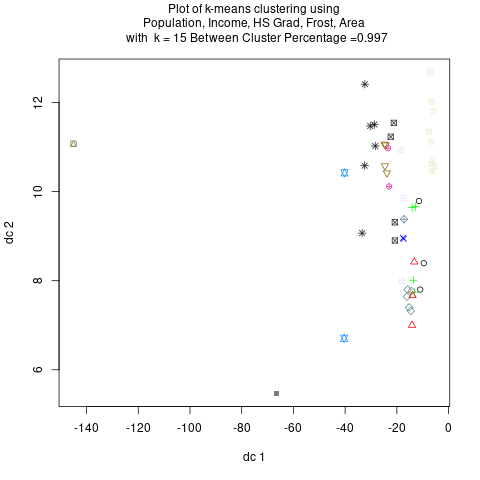 Plot of k-means clustering using
Population, Income, HS Grad, Frost, Area
with  k = 15 Between Cluster Percentage =0.997
dc 2
12
10
8
6
-140
-120
-100
-80
-60
-40
-20
0
dc 1